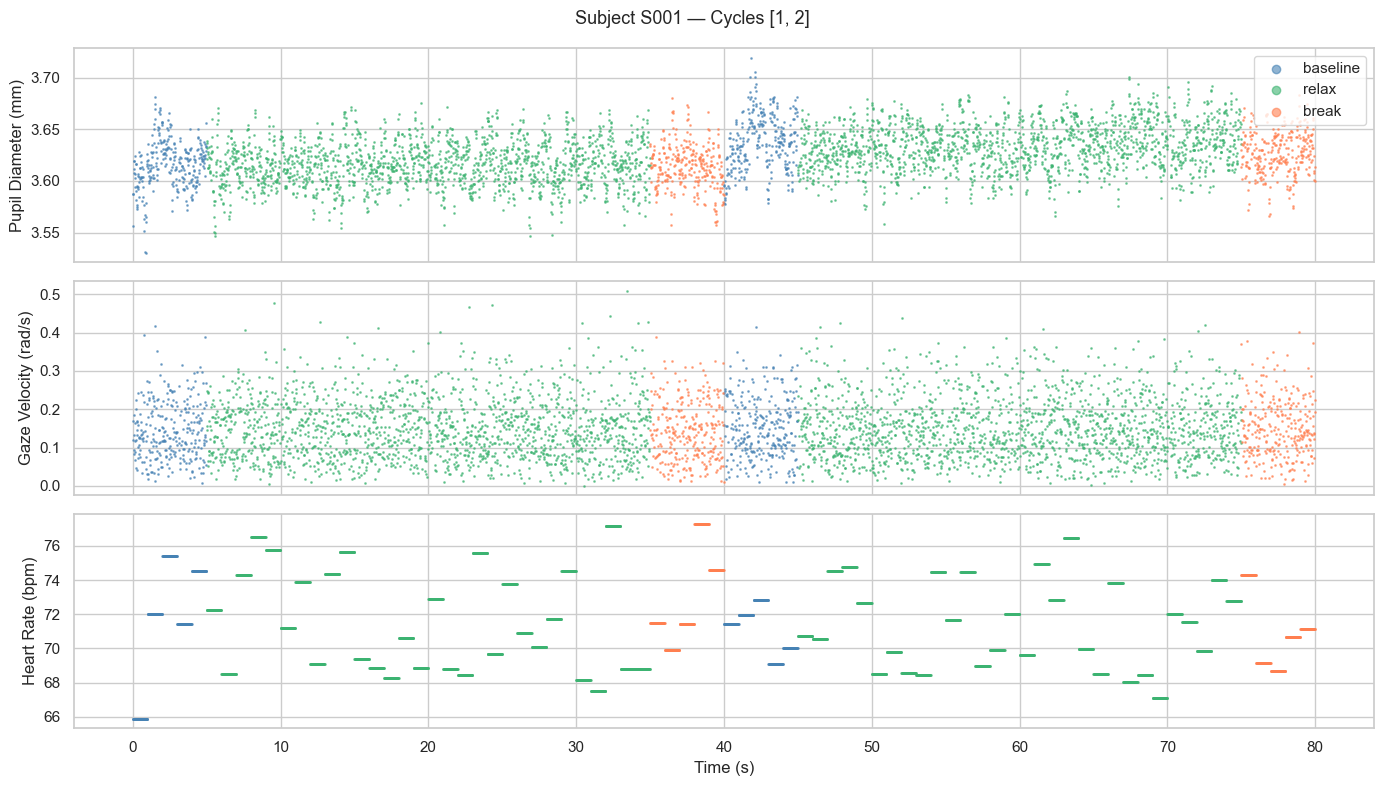 Subject S001 — Cycles [1, 2]
Pupil Diameter (mm)
3.70
3.65
3.60
3.55
baseline
relax
break
Gaze Velocity (rad/s)
0.5
0.4
0.3
0.2
0.1
0.0
Heart Rate (bpm)
76
74
72
70
68
66
0 10 20 30 40 50 60 70 80
Time (s)